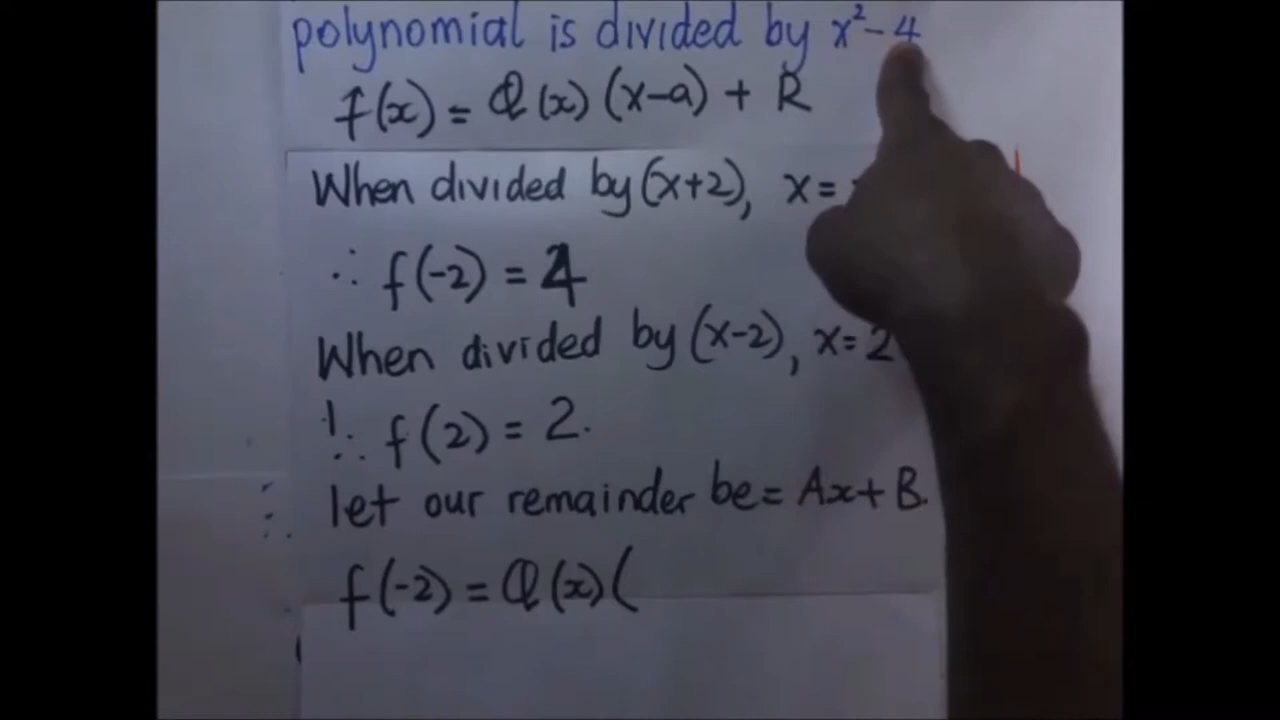 polynomial is divided by x² - 4
f(x) = Q(x) (x-a) + R
When divided by (x+2), x =
∴ f(-2) = 4
When divided by (x-2), x = 2
∴ f(2) = 2.
∴ let our remainder be = Ax + B.
f(-2) = Q(x) (